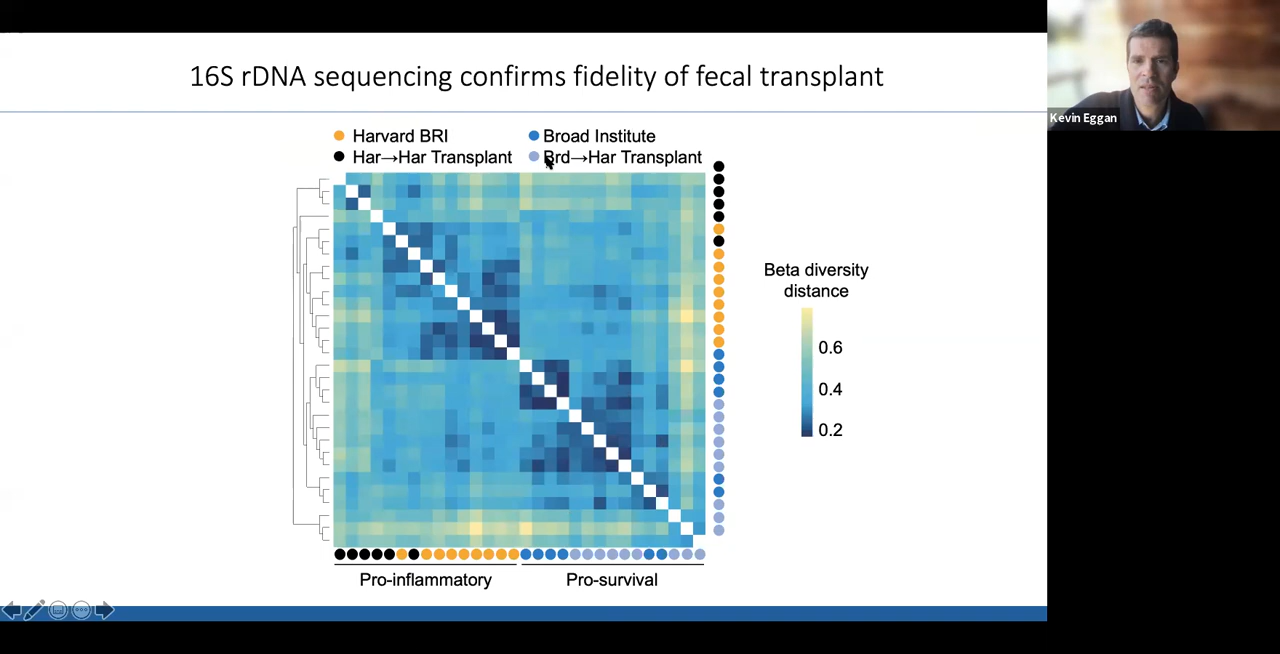 16S rDNA sequencing confirms fidelity of fecal transplant
Kevin Eggan
Harvard BRI
Broad Institute
Har→Har Transplant
Brd→Har Transplant
Beta diversity
distance
0.6
0.4
0.2
Pro-inflammatory
Pro-survival